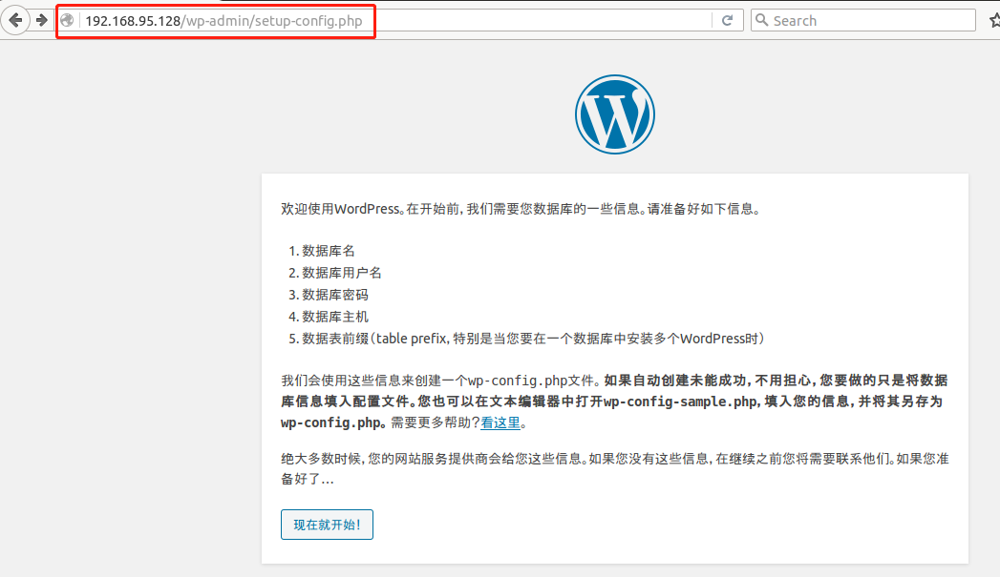 192.168.95.128/wp-admin/setup-config.php
Search
欢迎使用WordPress。在开始前，我们需要您数据库的一些信息。请准备好如下信息。
1. 数据库名
2. 数据库用户名
3. 数据库密码
4. 数据库主机
5. 数据表前缀（table prefix，特别是当您要在一个数据库中安装多个WordPress时）
我们会使用这些信息来创建一个wp-config.php文件。如果自动创建未能成功，不用担心，您要做的只是将数据
库信息填入配置文件。您也可以在文本编辑器中打开wp-config-sample.php，填入您的信息，并将其另存为
wp-config.php。需要更多帮助？看这里。
绝大多数时候，您的网站服务提供商会给您这些信息。如果您没有这些信息，在继续之前您将需要联系他们。如果您准
备好了…
现在就开始！